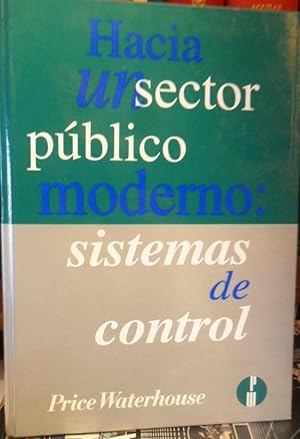 Hacia
un sector
público
moderno:
sistemas
de
control
Price Waterhouse